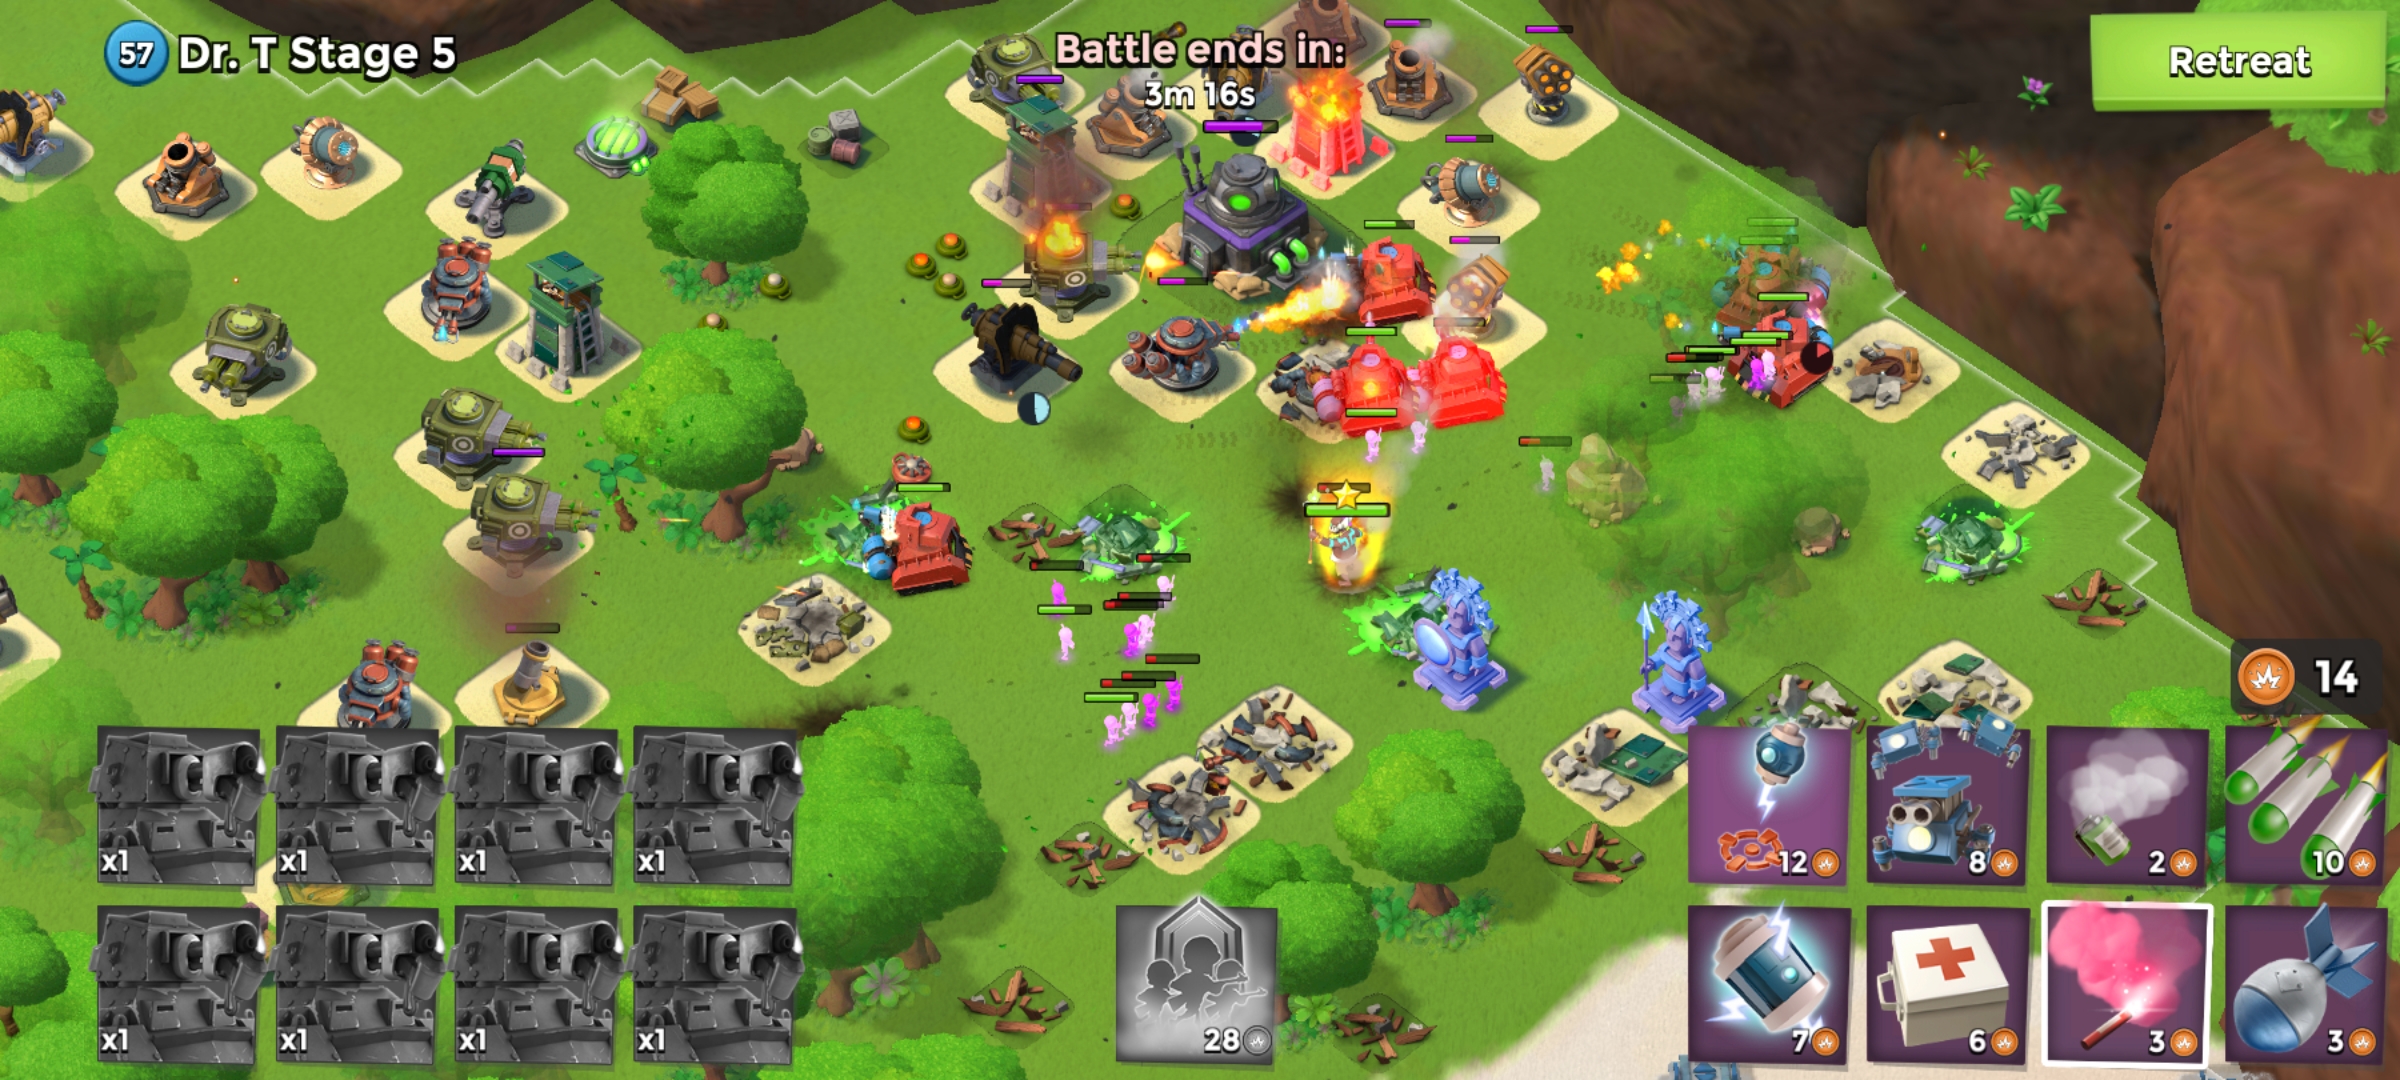 57 Dr. T Stage 5
Battle ends in:
3m 16s
Retreat
14
x1 x1 x1 x1
12 8 2 10
x1 x1 x1 x1
28
7 6 3 3